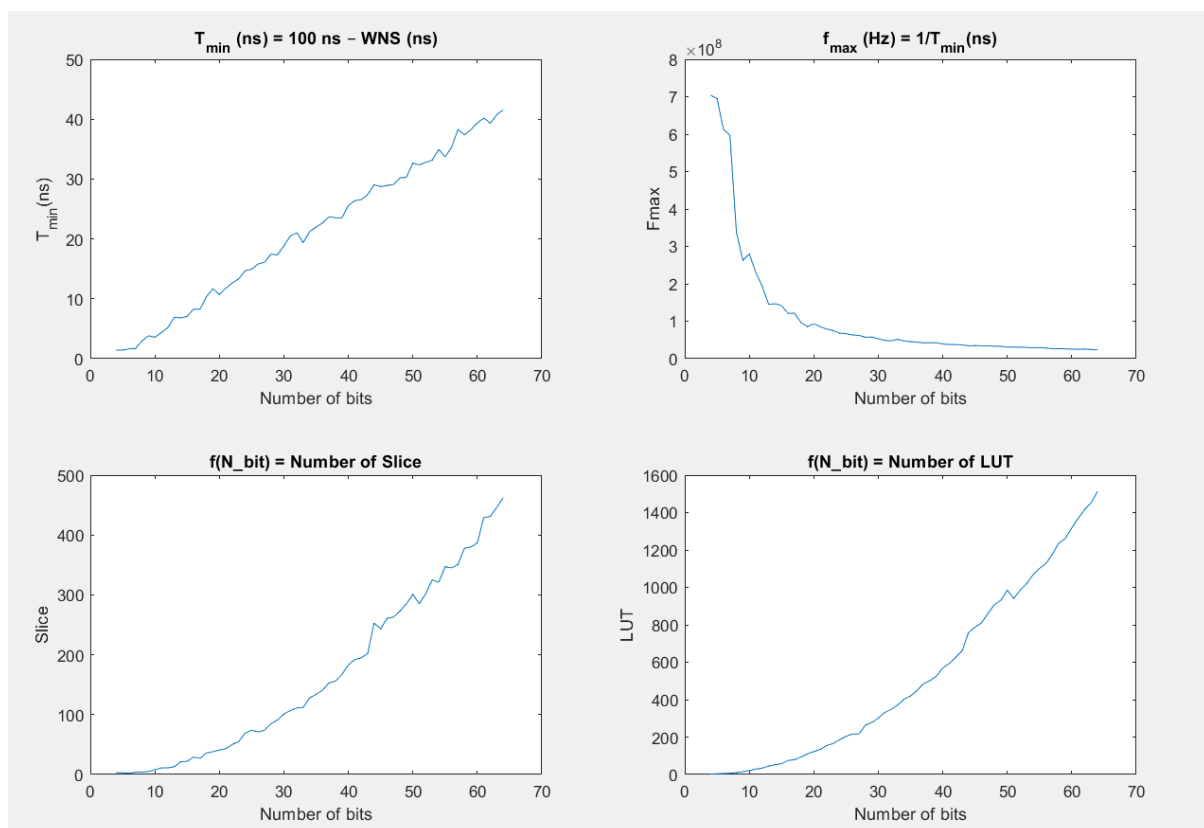 T_min (ns) = 100 ns − WNS (ns)
50
40
30
20
10
0
T_min(ns)
0 10 20 30 40 50 60 70
Number of bits
f_max (Hz) = 1/T_min(ns)
×10^8
8
7
6
5
4
3
2
1
0
Fmax
0 10 20 30 40 50 60 70
Number of bits
f(N_bit) = Number of Slice
500
400
300
200
100
0
Slice
0 10 20 30 40 50 60 70
Number of bits
f(N_bit) = Number of LUT
1600
1400
1200
1000
800
600
400
200
0
LUT
0 10 20 30 40 50 60 70
Number of bits